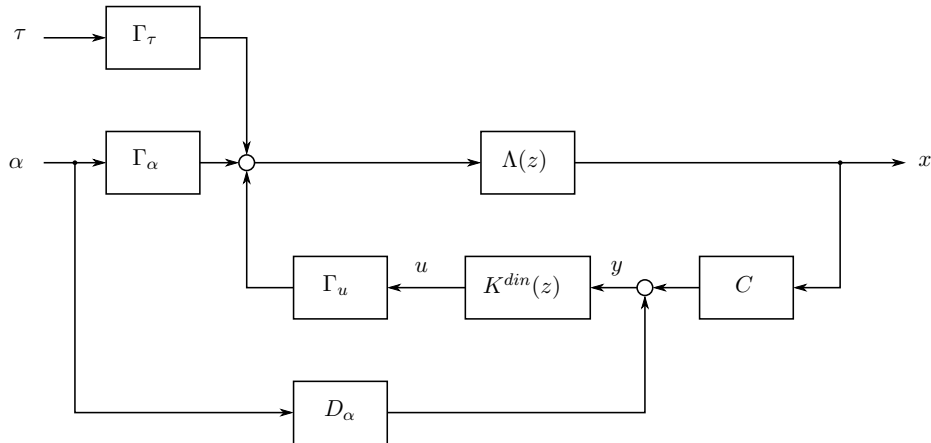 τ
Γ_τ
α
Γ_α
Λ(z)
x
Γ_u
u
K^{din}(z)
y
C
D_α